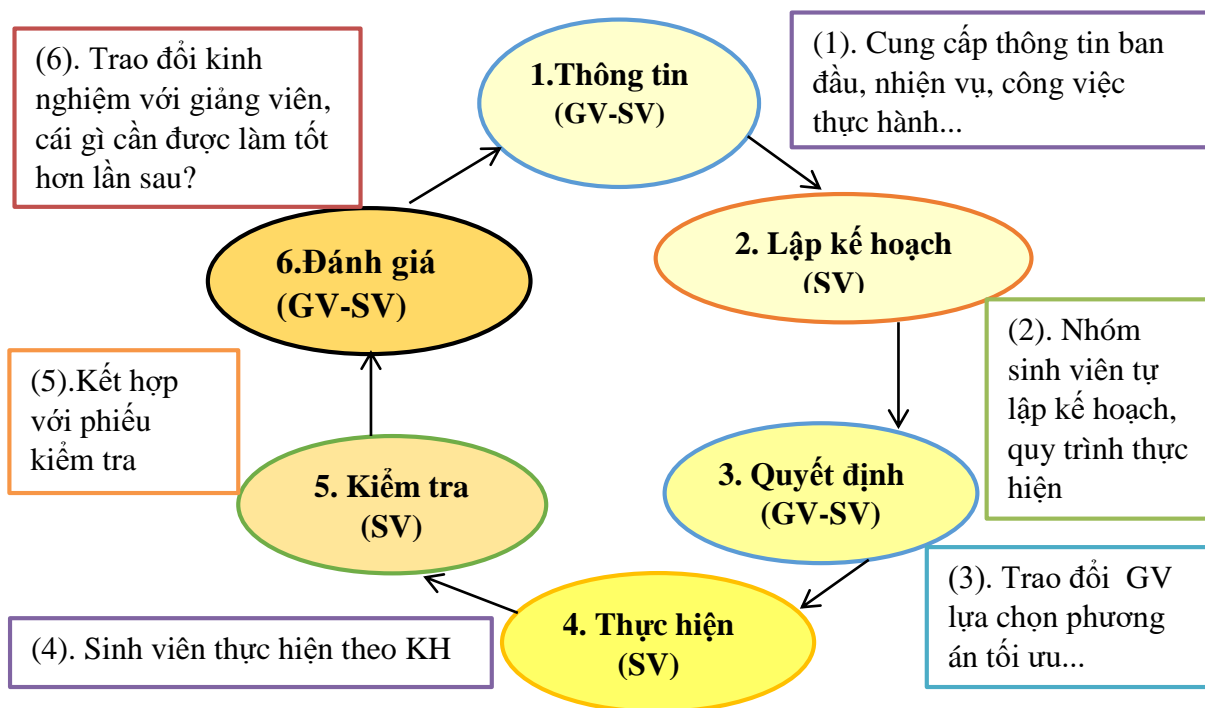 1.Thông tin
(GV-SV)
(1). Cung cấp thông tin ban
đầu, nhiện vụ, công việc
thực hành...
2. Lập kế hoạch
(SV)
(2). Nhóm
sinh viên tự
lập kế hoạch,
quy trình thực
hiện
3. Quyết định
(GV-SV)
(3). Trao đổi GV
lựa chọn phương
án tối ưu...
4. Thực hiện
(SV)
(4). Sinh viên thực hiện theo KH
5. Kiểm tra
(SV)
(5).Kết hợp
với phiếu
kiểm tra
6.Đánh giá
(GV-SV)
(6). Trao đổi kinh
nghiệm với giảng viên,
cái gì cần được làm tốt
hơn lần sau?